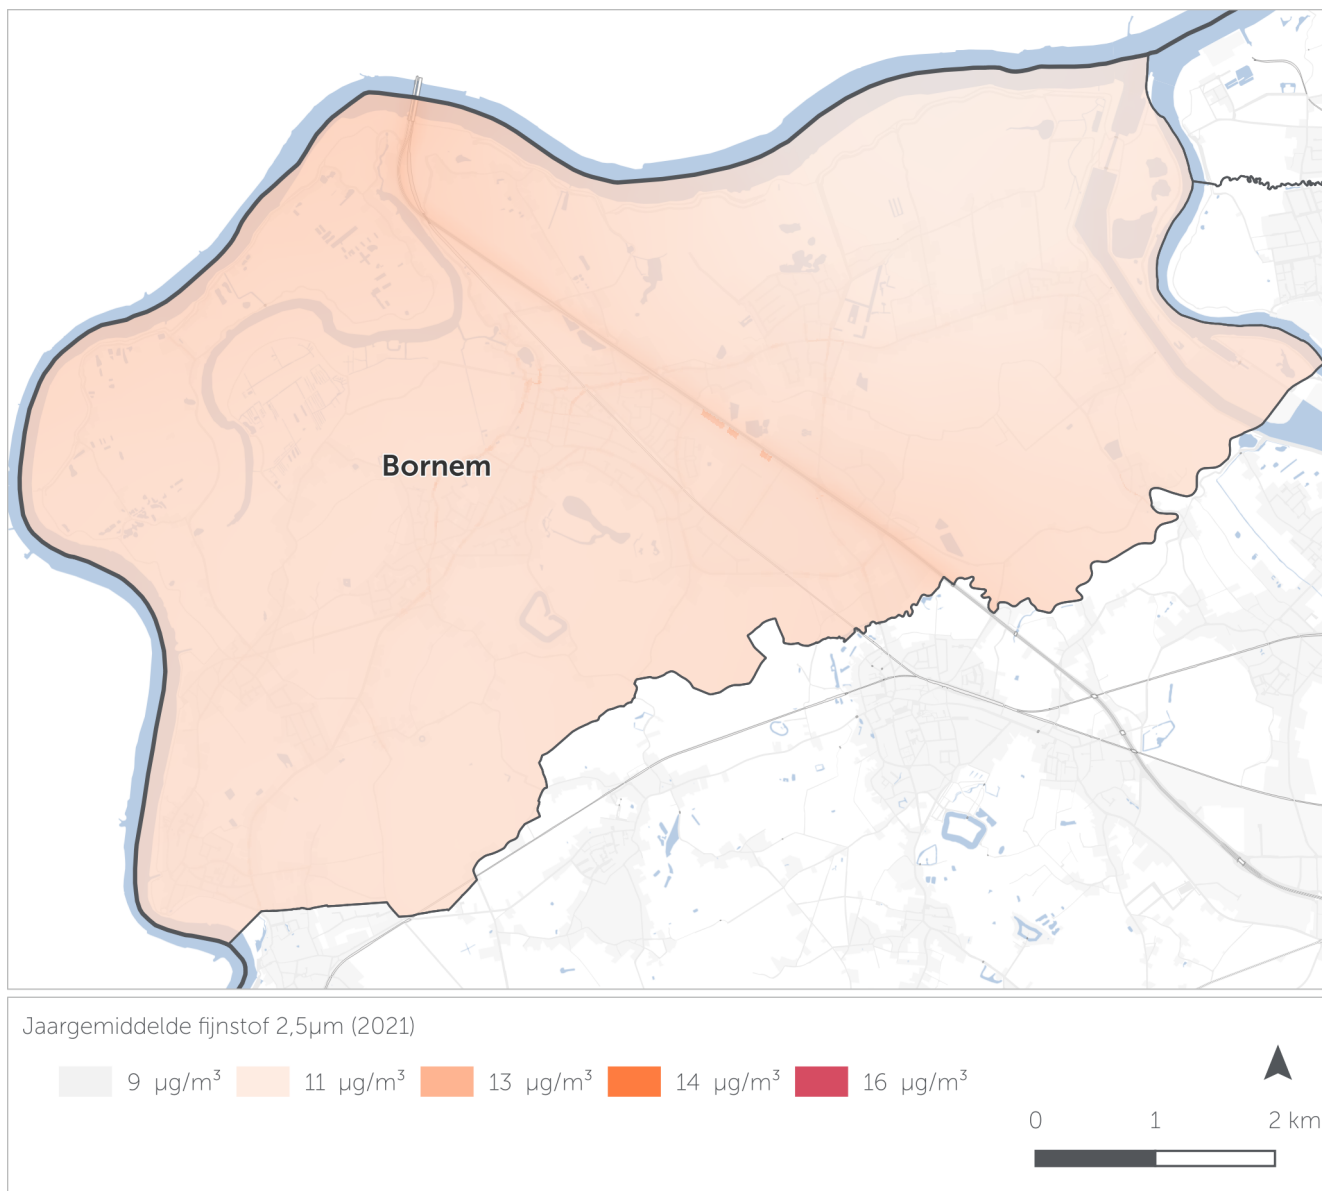 Bornem
Jaargemiddelde fijnstof 2,5µm (2021)
9 µg/m³ 11 µg/m³ 13 µg/m³ 14 µg/m³ 16 µg/m³
0 1 2 km